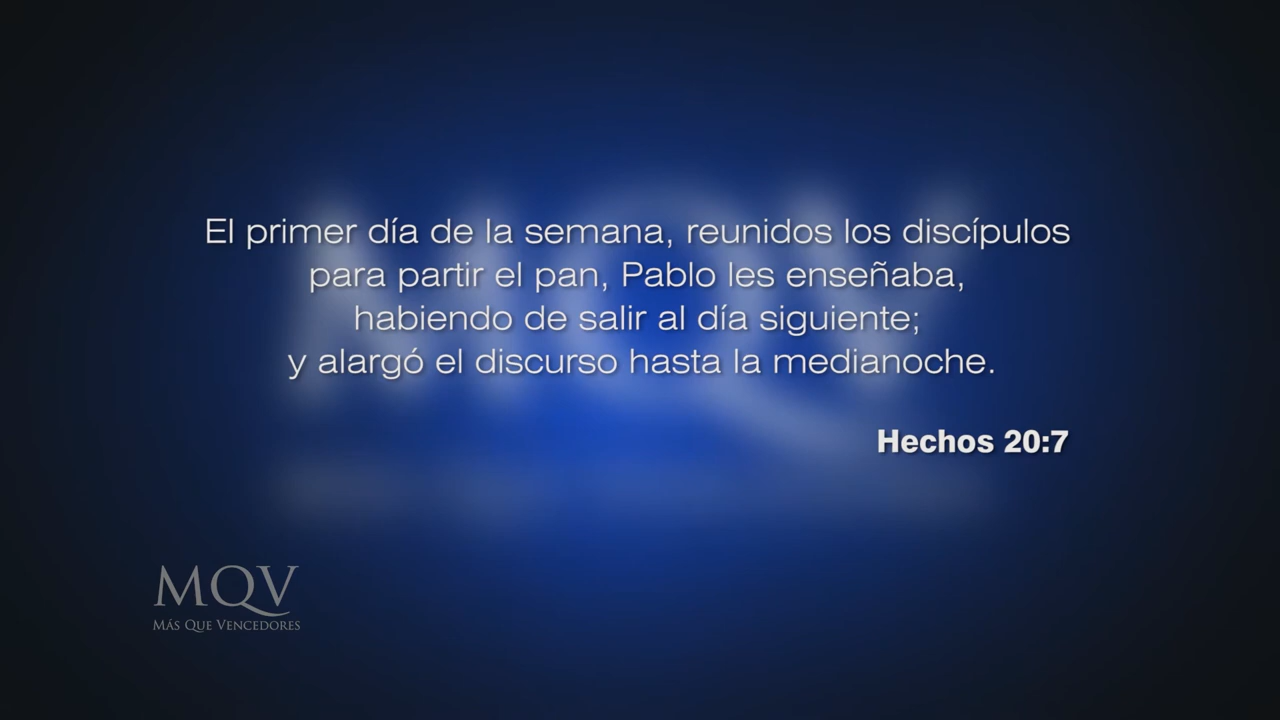 El primer día de la semana, reunidos los discípulos
para partir el pan, Pablo les enseñaba,
habiendo de salir al día siguiente;
y alargó el discurso hasta la medianoche.
Hechos 20:7
MQV
MÁS QUE VENCEDORES